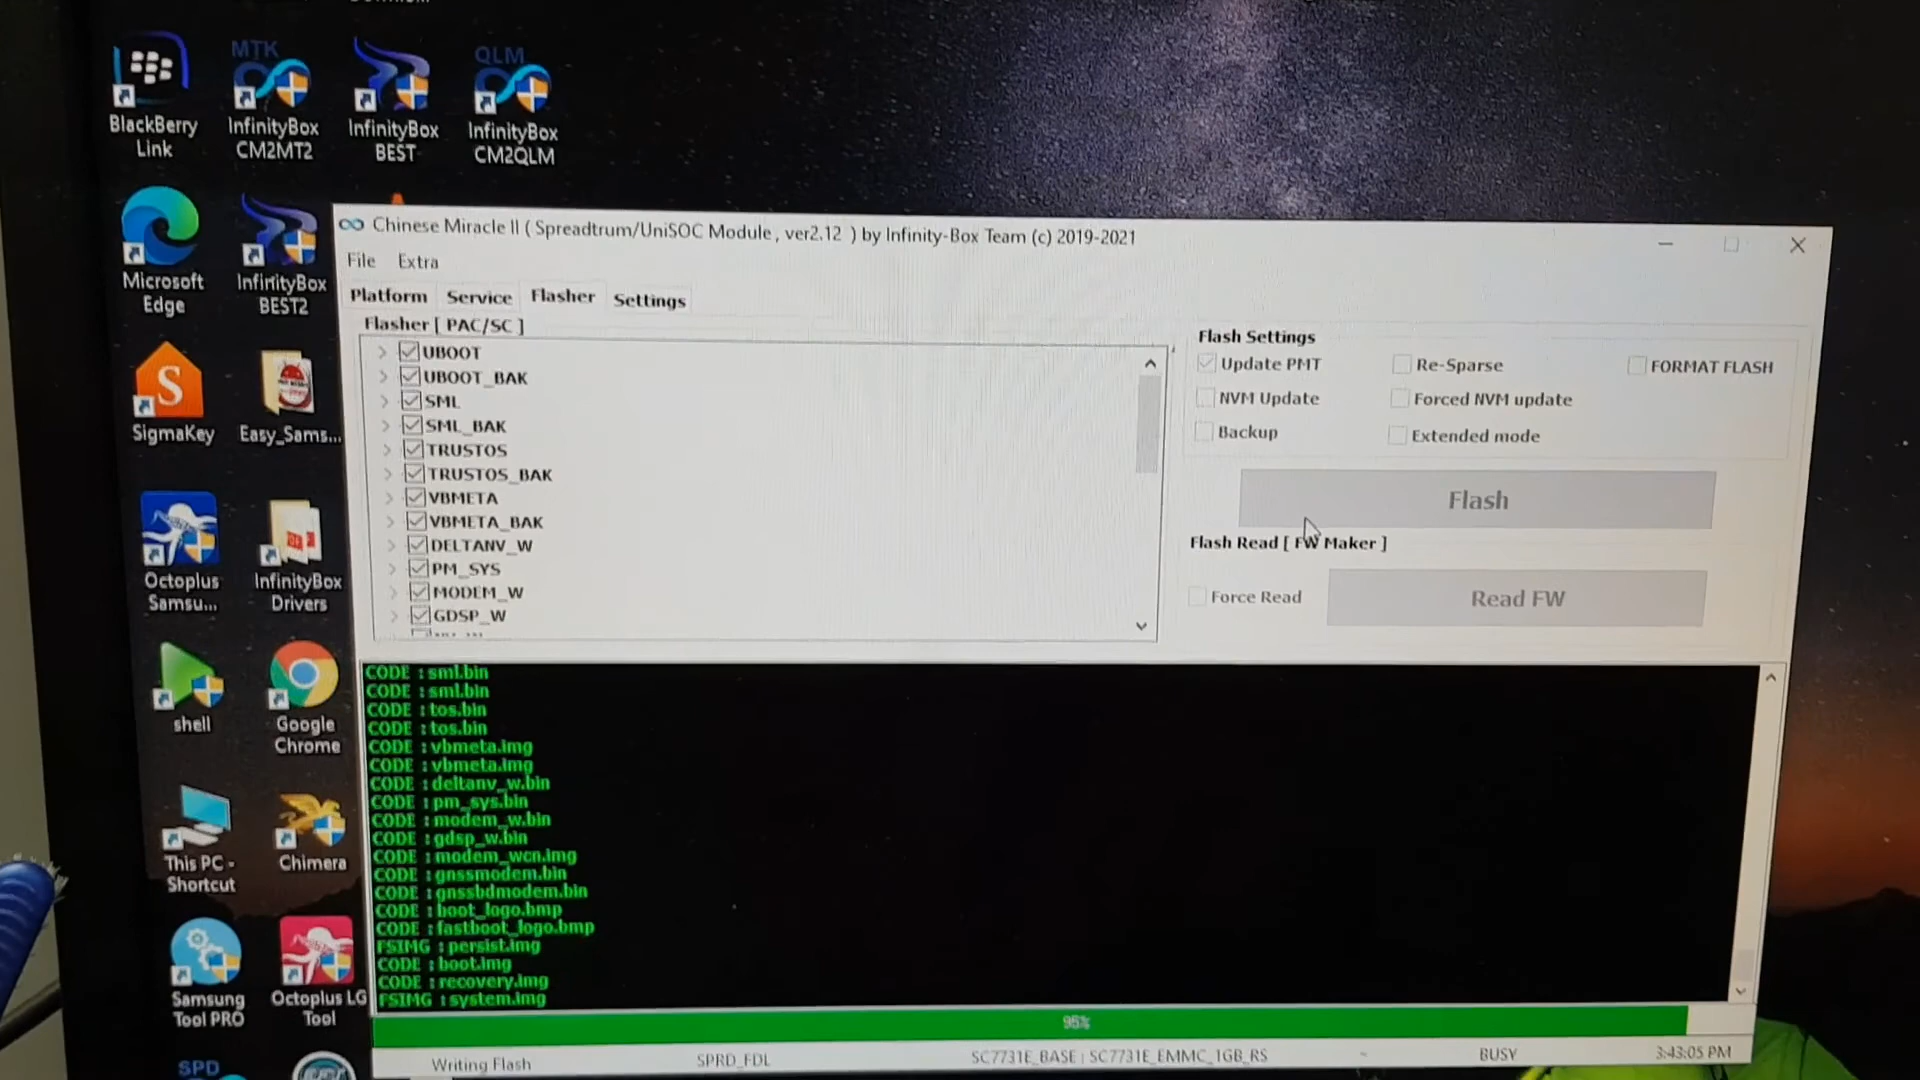 BlackBerry
Link
MTK
InfinityBox
CM2MT2
InfinityBox
BEST
QLM
InfinityBox
CM2QLM
Microsoft
Edge
InfinityBox
BEST2
S
SigmaKey
Easy_Sams...
Octoplus
Samsu...
InfinityBox
Drivers
shell
Google
Chrome
This PC -
Shortcut
Chimera
Samsung
Tool PRO
Octoplus LG
Tool
SPD
Chinese Miracle II ( Spreadtrum/UniSOC Module , ver2.12 ) by Infinity-Box Team (c) 2019-2021
File Extra
Platform Service Flasher Settings
Flasher [ PAC/SC ]
UBOOT
UBOOT_BAK
SML
SML_BAK
TRUSTOS
TRUSTOS_BAK
VBMETA
VBMETA_BAK
DELTANV_W
PM_SYS
MODEM_W
GDSP_W
Flash Settings
Update PMT Re-Sparse FORMAT FLASH
NVM Update Forced NVM update
Backup Extended mode
Flash
Flash Read [ FW Maker ]
Force Read Read FW
CODE : sml.bin
CODE : sml.bin
CODE : tos.bin
CODE : tos.bin
CODE : vbmeta.img
CODE : vbmeta.img
CODE : deltanv_w.bin
CODE : pm_sys.bin
CODE : modem_w.bin
CODE : gdsp_w.bin
CODE : modem_wcn.img
CODE : gnssmodem.bin
CODE : gnssbdmodem.bin
CODE : boot_logo.bmp
CODE : fastboot_logo.bmp
FSIMG : persist.img
CODE : boot.img
CODE : recovery.img
FSIMG : system.img
95%
Writing Flash SPRD_FDL SC7731E_BASE : SC7731E_EMMC_1GB_RS ~ BUSY 3:43:05 PM